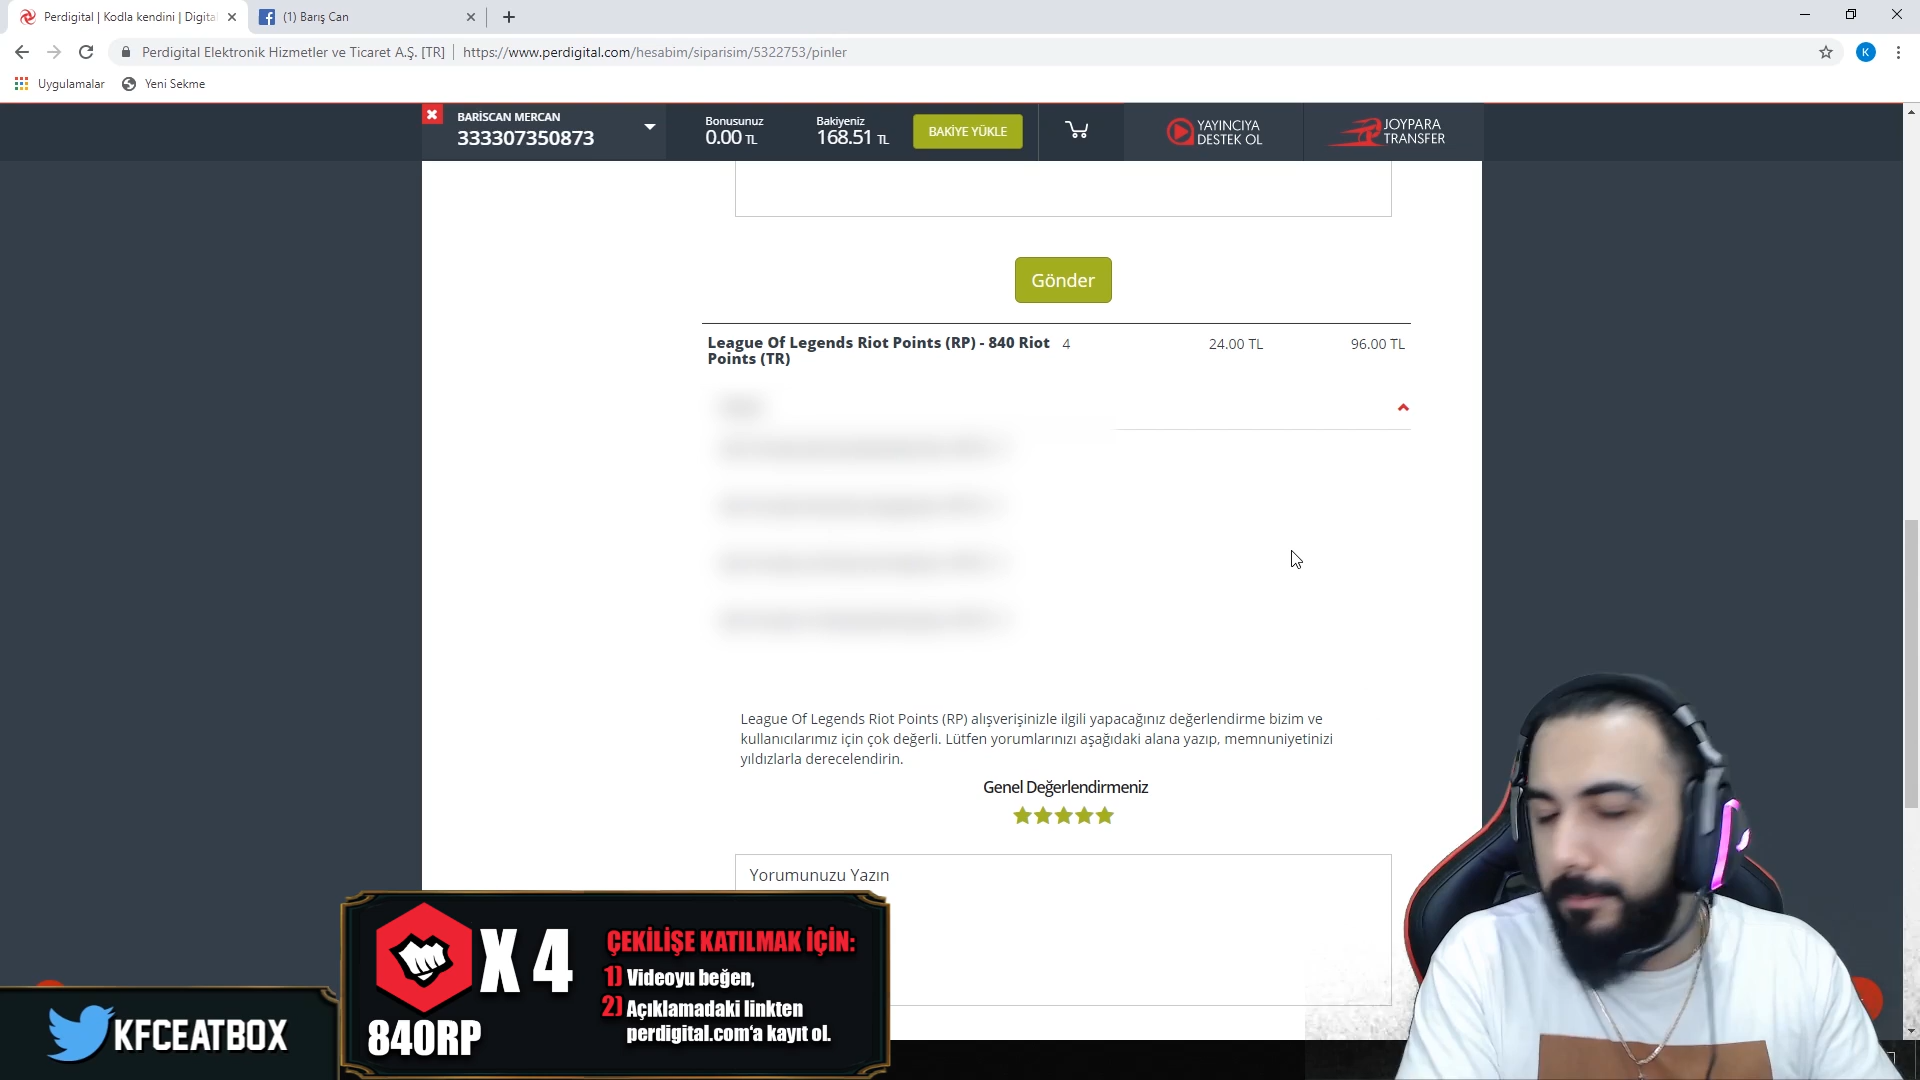 Perdigital | Kodla kendini | Digita
(1) Barış Can
Perdigital Elektronik Hizmetler ve Ticaret A.Ş. [TR]
https://www.perdigital.com/hesabim/siparisim/5322753/pinler
K
Uygulamalar
Yeni Sekme
BARİSCAN MERCAN
333307350873
Bonusunuz
0.00 TL
Bakiyeniz
168.51 TL
BAKİYE YÜKLE
YAYINCIYA
DESTEK OL
JOYPARA
TRANSFER
Gönder
League Of Legends Riot Points (RP) - 840 Riot
Points (TR)
4
24.00 TL
96.00 TL
League Of Legends Riot Points (RP) alışverişinizle ilgili yapacağınız değerlendirme bizim ve
kullanıcılarımız için çok değerli. Lütfen yorumlarınızı aşağıdaki alana yazıp, memnuniyetinizi
yıldızlarla derecelendirin.
Genel Değerlendirmeniz
Yorumunuzu Yazın
KFCEATBOX
X 4
840RP
ÇEKİLİŞE KATILMAK İÇİN:
1) Videoyu beğen,
2) Açıklamadaki linkten
perdigital.com'a kayıt ol.